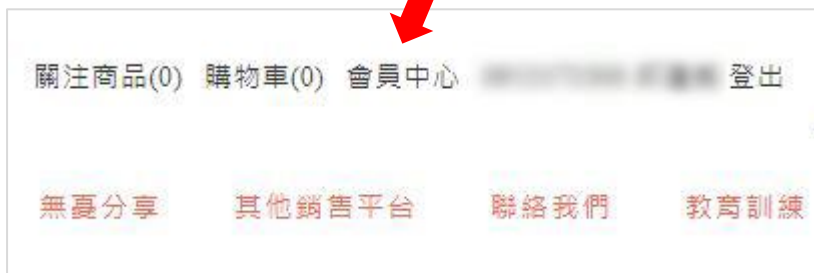 關注商品(0) 購物車(0) 會員中心 登出
無憂分享 其他銷售平台 聯絡我們 教育訓練